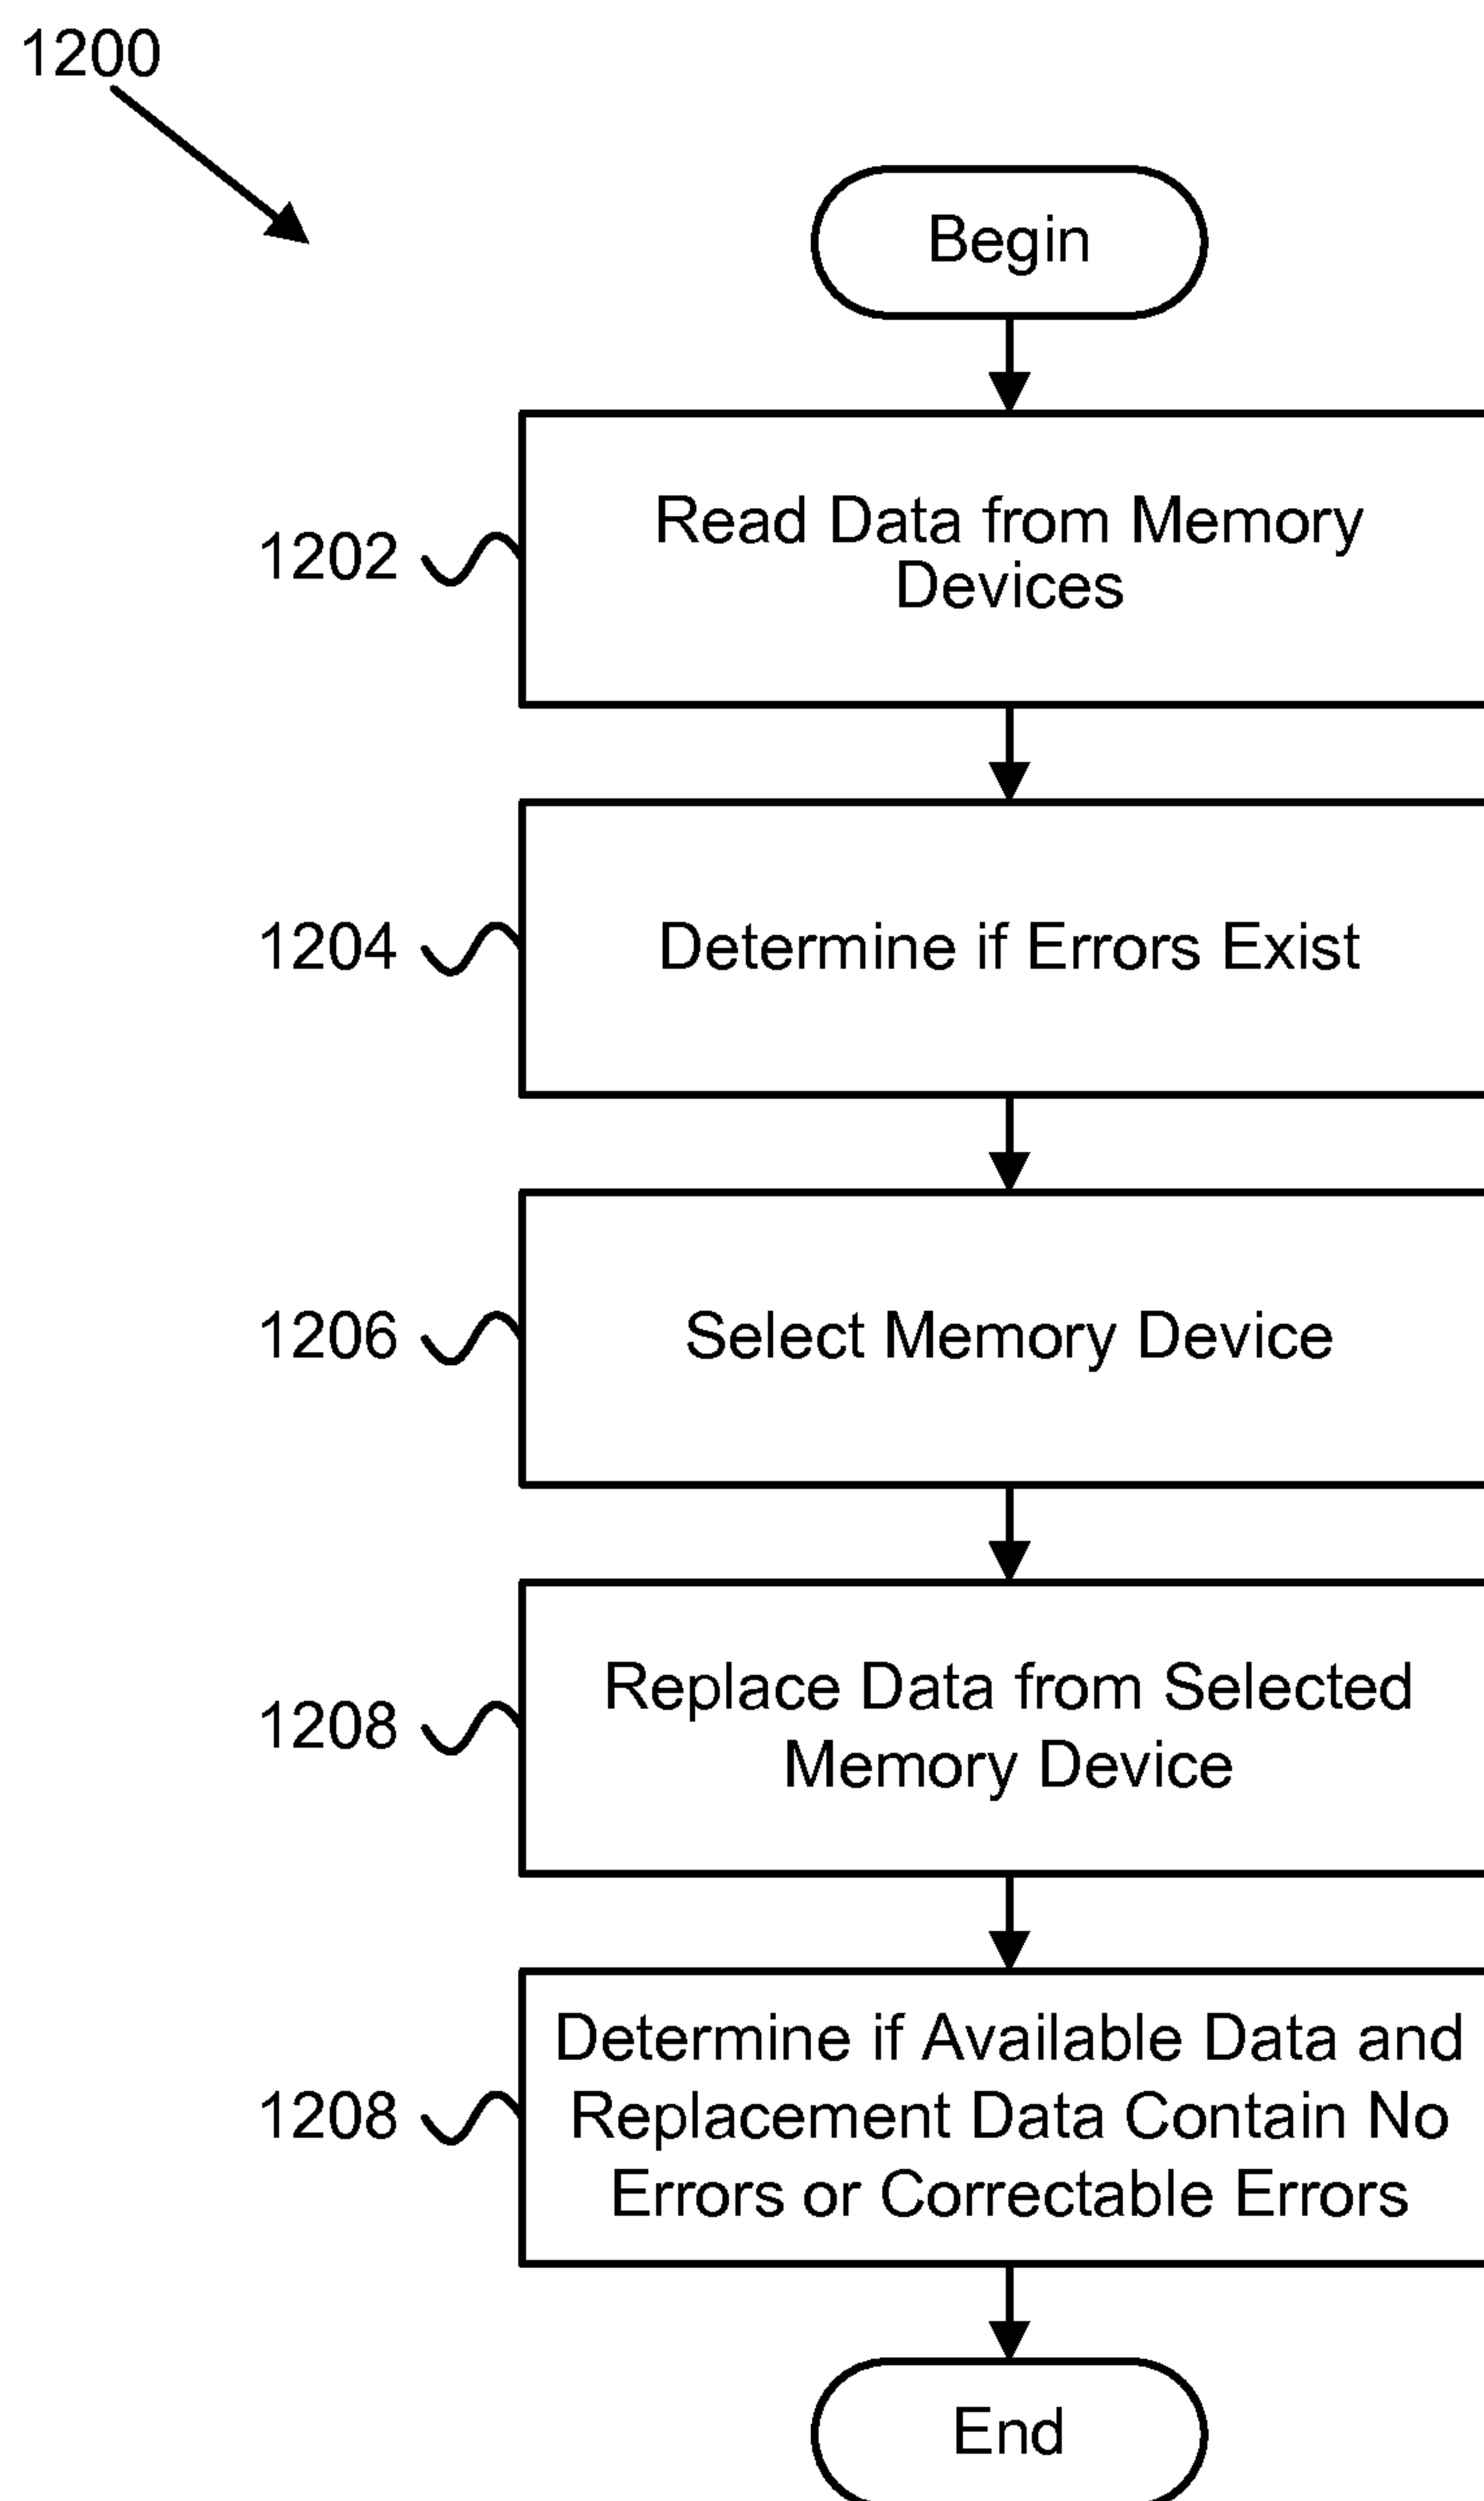 1200
Begin
1202
Read Data from Memory
Devices
1204
Determine if Errors Exist
1206
Select Memory Device
1208
Replace Data from Selected
Memory Device
1208
Determine if Available Data and
Replacement Data Contain No
Errors or Correctable Errors
End